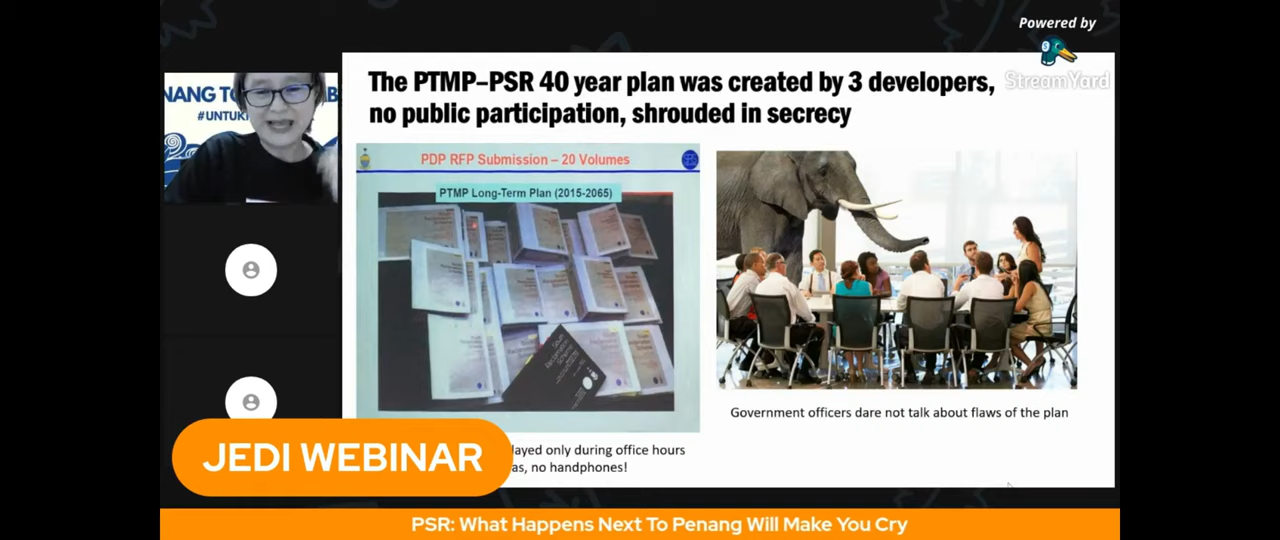 Powered by
StreamYard
The PTMP–PSR 40 year plan was created by 3 developers,
no public participation, shrouded in secrecy
NANG TO
B
#UNTUK
PDP RFP Submission – 20 Volumes
PTMP Long-Term Plan (2015-2065)
Government officers dare not talk about flaws of the plan
layed only during office hours
as, no handphones!
JEDI WEBINAR
PSR: What Happens Next To Penang Will Make You Cry